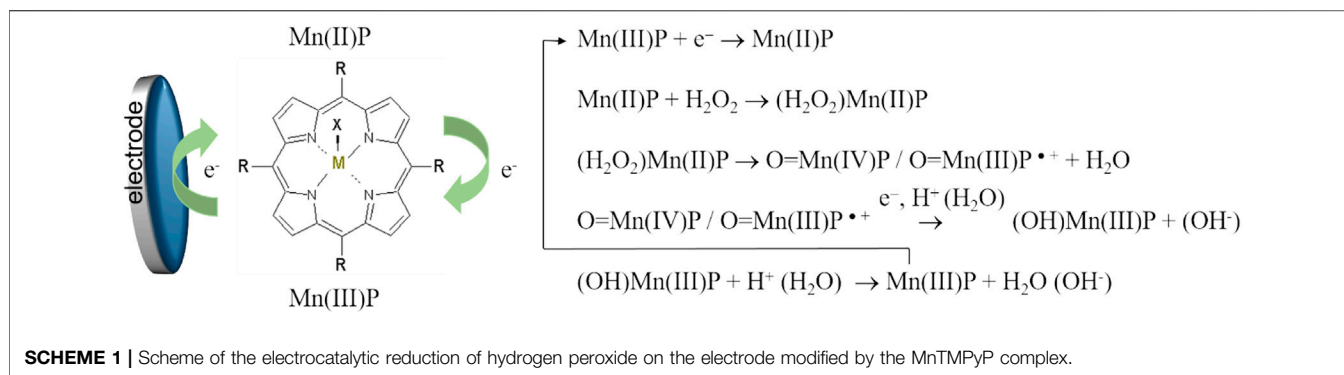 Mn(II)P
electrode
e⁻
R
X
N
N
R
M
R
e⁻
N
N
R
Mn(III)P
Mn(III)P + e⁻ → Mn(II)P
Mn(II)P + H₂O₂ → (H₂O₂)Mn(II)P
(H₂O₂)Mn(II)P → O=Mn(IV)P / O=Mn(III)P •⁺ + H₂O
e⁻, H⁺ (H₂O)
O=Mn(IV)P / O=Mn(III)P •⁺ → (OH)Mn(III)P + (OH⁻)
(OH)Mn(III)P + H⁺ (H₂O) → Mn(III)P + H₂O (OH⁻)
SCHEME 1 | Scheme of the electrocatalytic reduction of hydrogen peroxide on the electrode modified by the MnTMPyP complex.